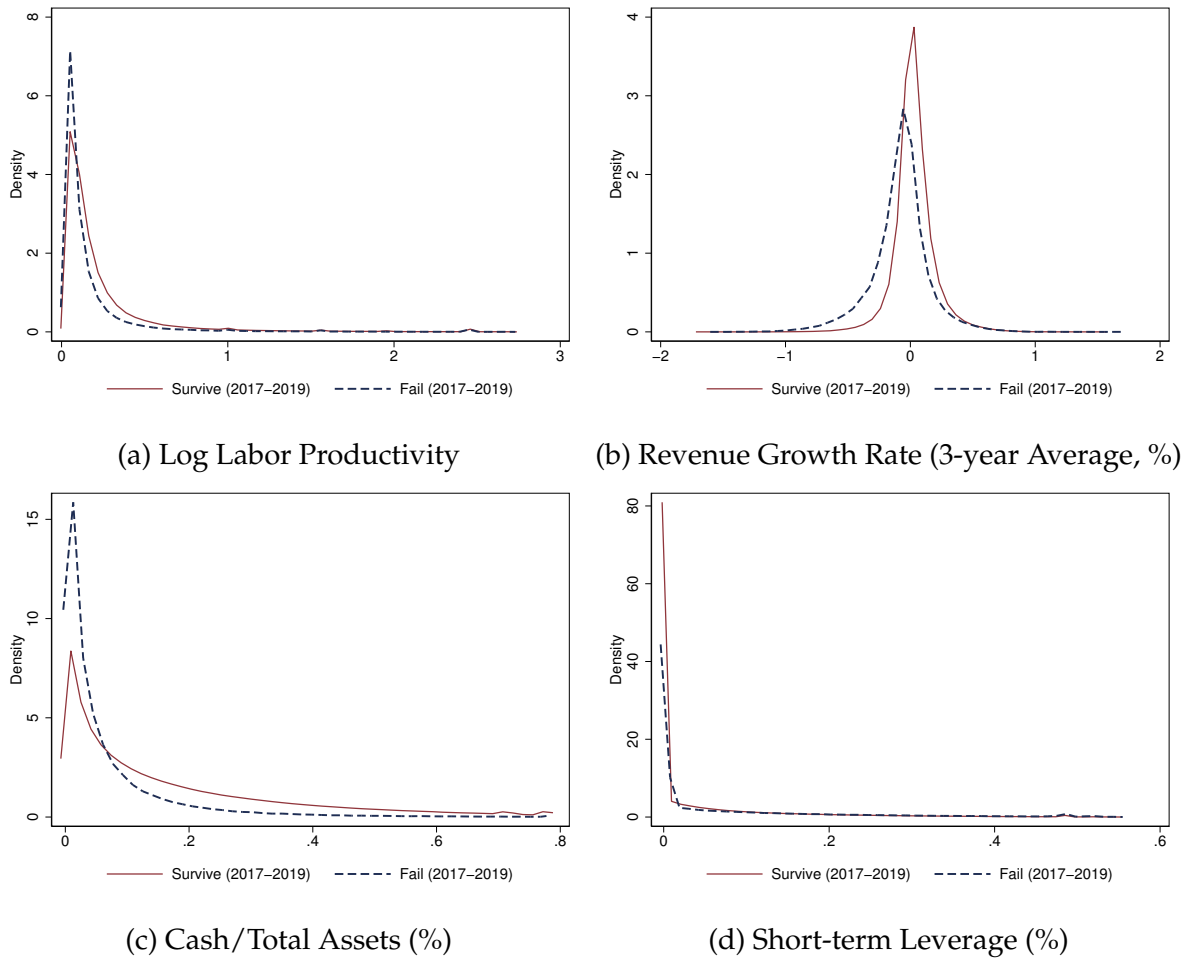 Density
8
6
4
2
0
0 1 2 3
Survive (2017−2019) Fail (2017−2019)
(a) Log Labor Productivity
Density
4
3
2
1
0
−2 −1 0 1 2
Survive (2017−2019) Fail (2017−2019)
(b) Revenue Growth Rate (3-year Average, %)
Density
15
10
5
0
0 .2 .4 .6 .8
Survive (2017−2019) Fail (2017−2019)
(c) Cash/Total Assets (%)
Density
80
60
40
20
0
0 .2 .4 .6
Survive (2017−2019) Fail (2017−2019)
(d) Short-term Leverage (%)